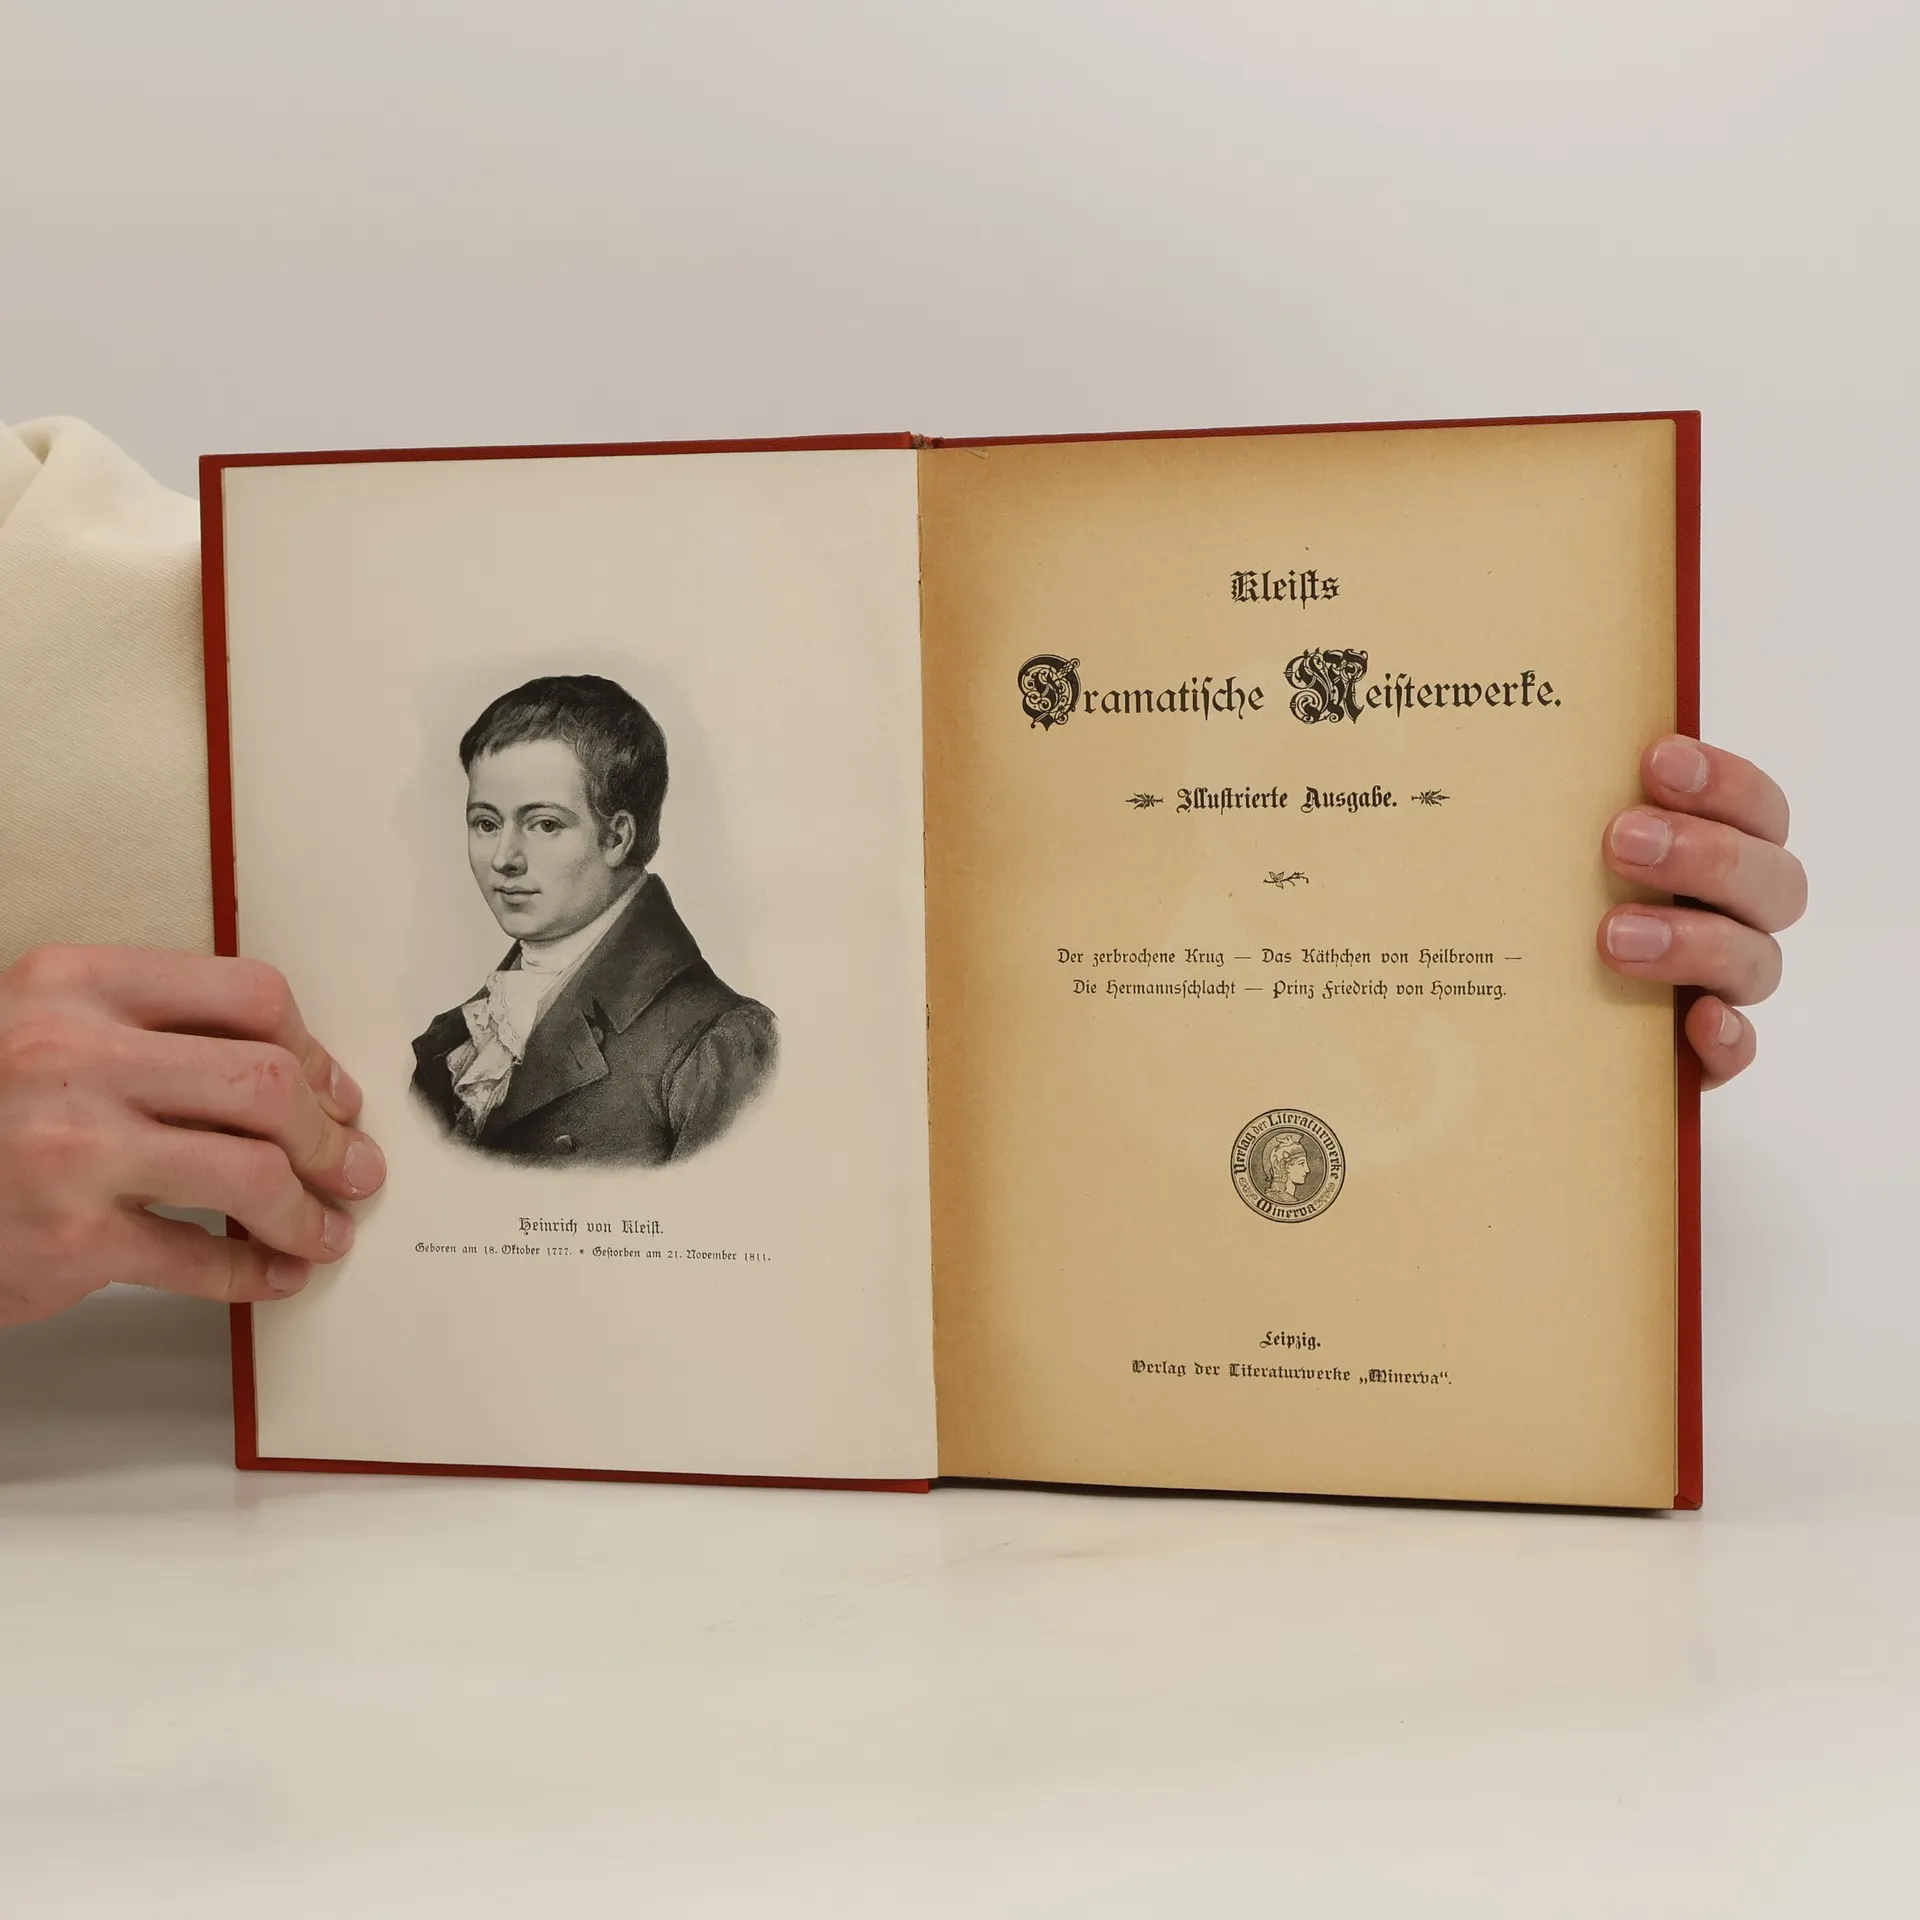 Heinrich von Kleiſt.
Geboren am 18. Oktober 1777. * Geſtorben am 21. November 1811.
Kleiſts
Dramatiſche Meiſterwerke.
Illuſtrierte Ausgabe.
Der zerbrochene Krug — Das Käthchen von Heilbronn —
Die Hermannsſchlacht — Prinz Friedrich von Homburg.
Verlag der Literaturwerke
Minerva
Leipzig.
Verlag der Literaturwerke „Minerva“.